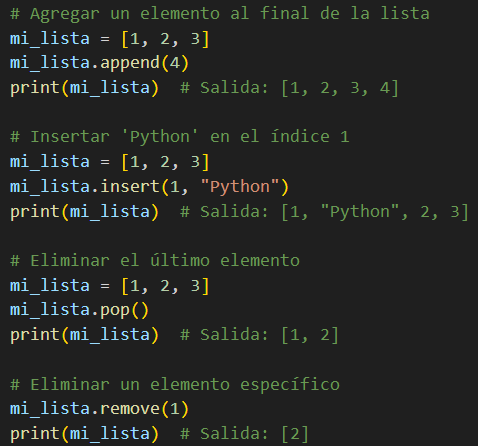 # Agregar un elemento al final de la lista
mi_lista = [1, 2, 3]
mi_lista.append(4)
print(mi_lista)  # Salida: [1, 2, 3, 4]

# Insertar 'Python' en el índice 1
mi_lista = [1, 2, 3]
mi_lista.insert(1, "Python")
print(mi_lista)  # Salida: [1, "Python", 2, 3]

# Eliminar el último elemento
mi_lista = [1, 2, 3]
mi_lista.pop()
print(mi_lista)  # Salida: [1, 2]

# Eliminar un elemento específico
mi_lista.remove(1)
print(mi_lista)  # Salida: [2]